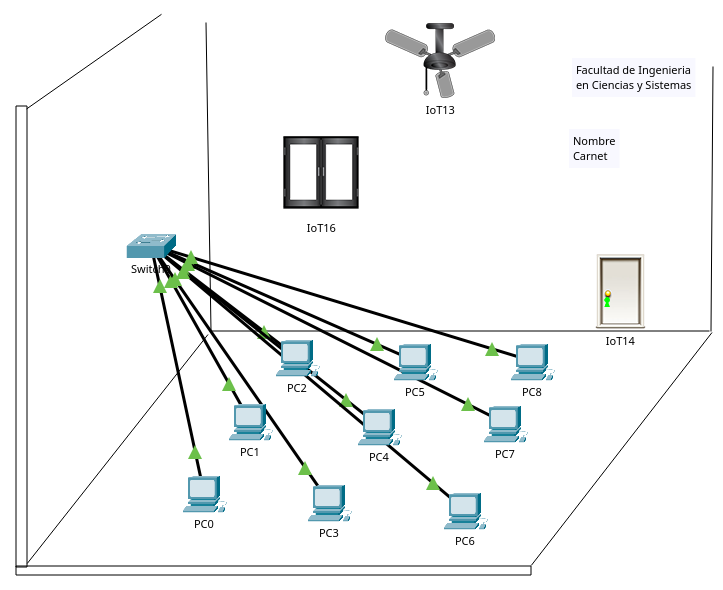 IoT13
Facultad de Ingenieria
en Ciencias y Sistemas
Nombre
Carnet
IoT16
IoT14
PC2
PC5
PC8
PC1
PC4
PC7
PC0
PC3
PC6